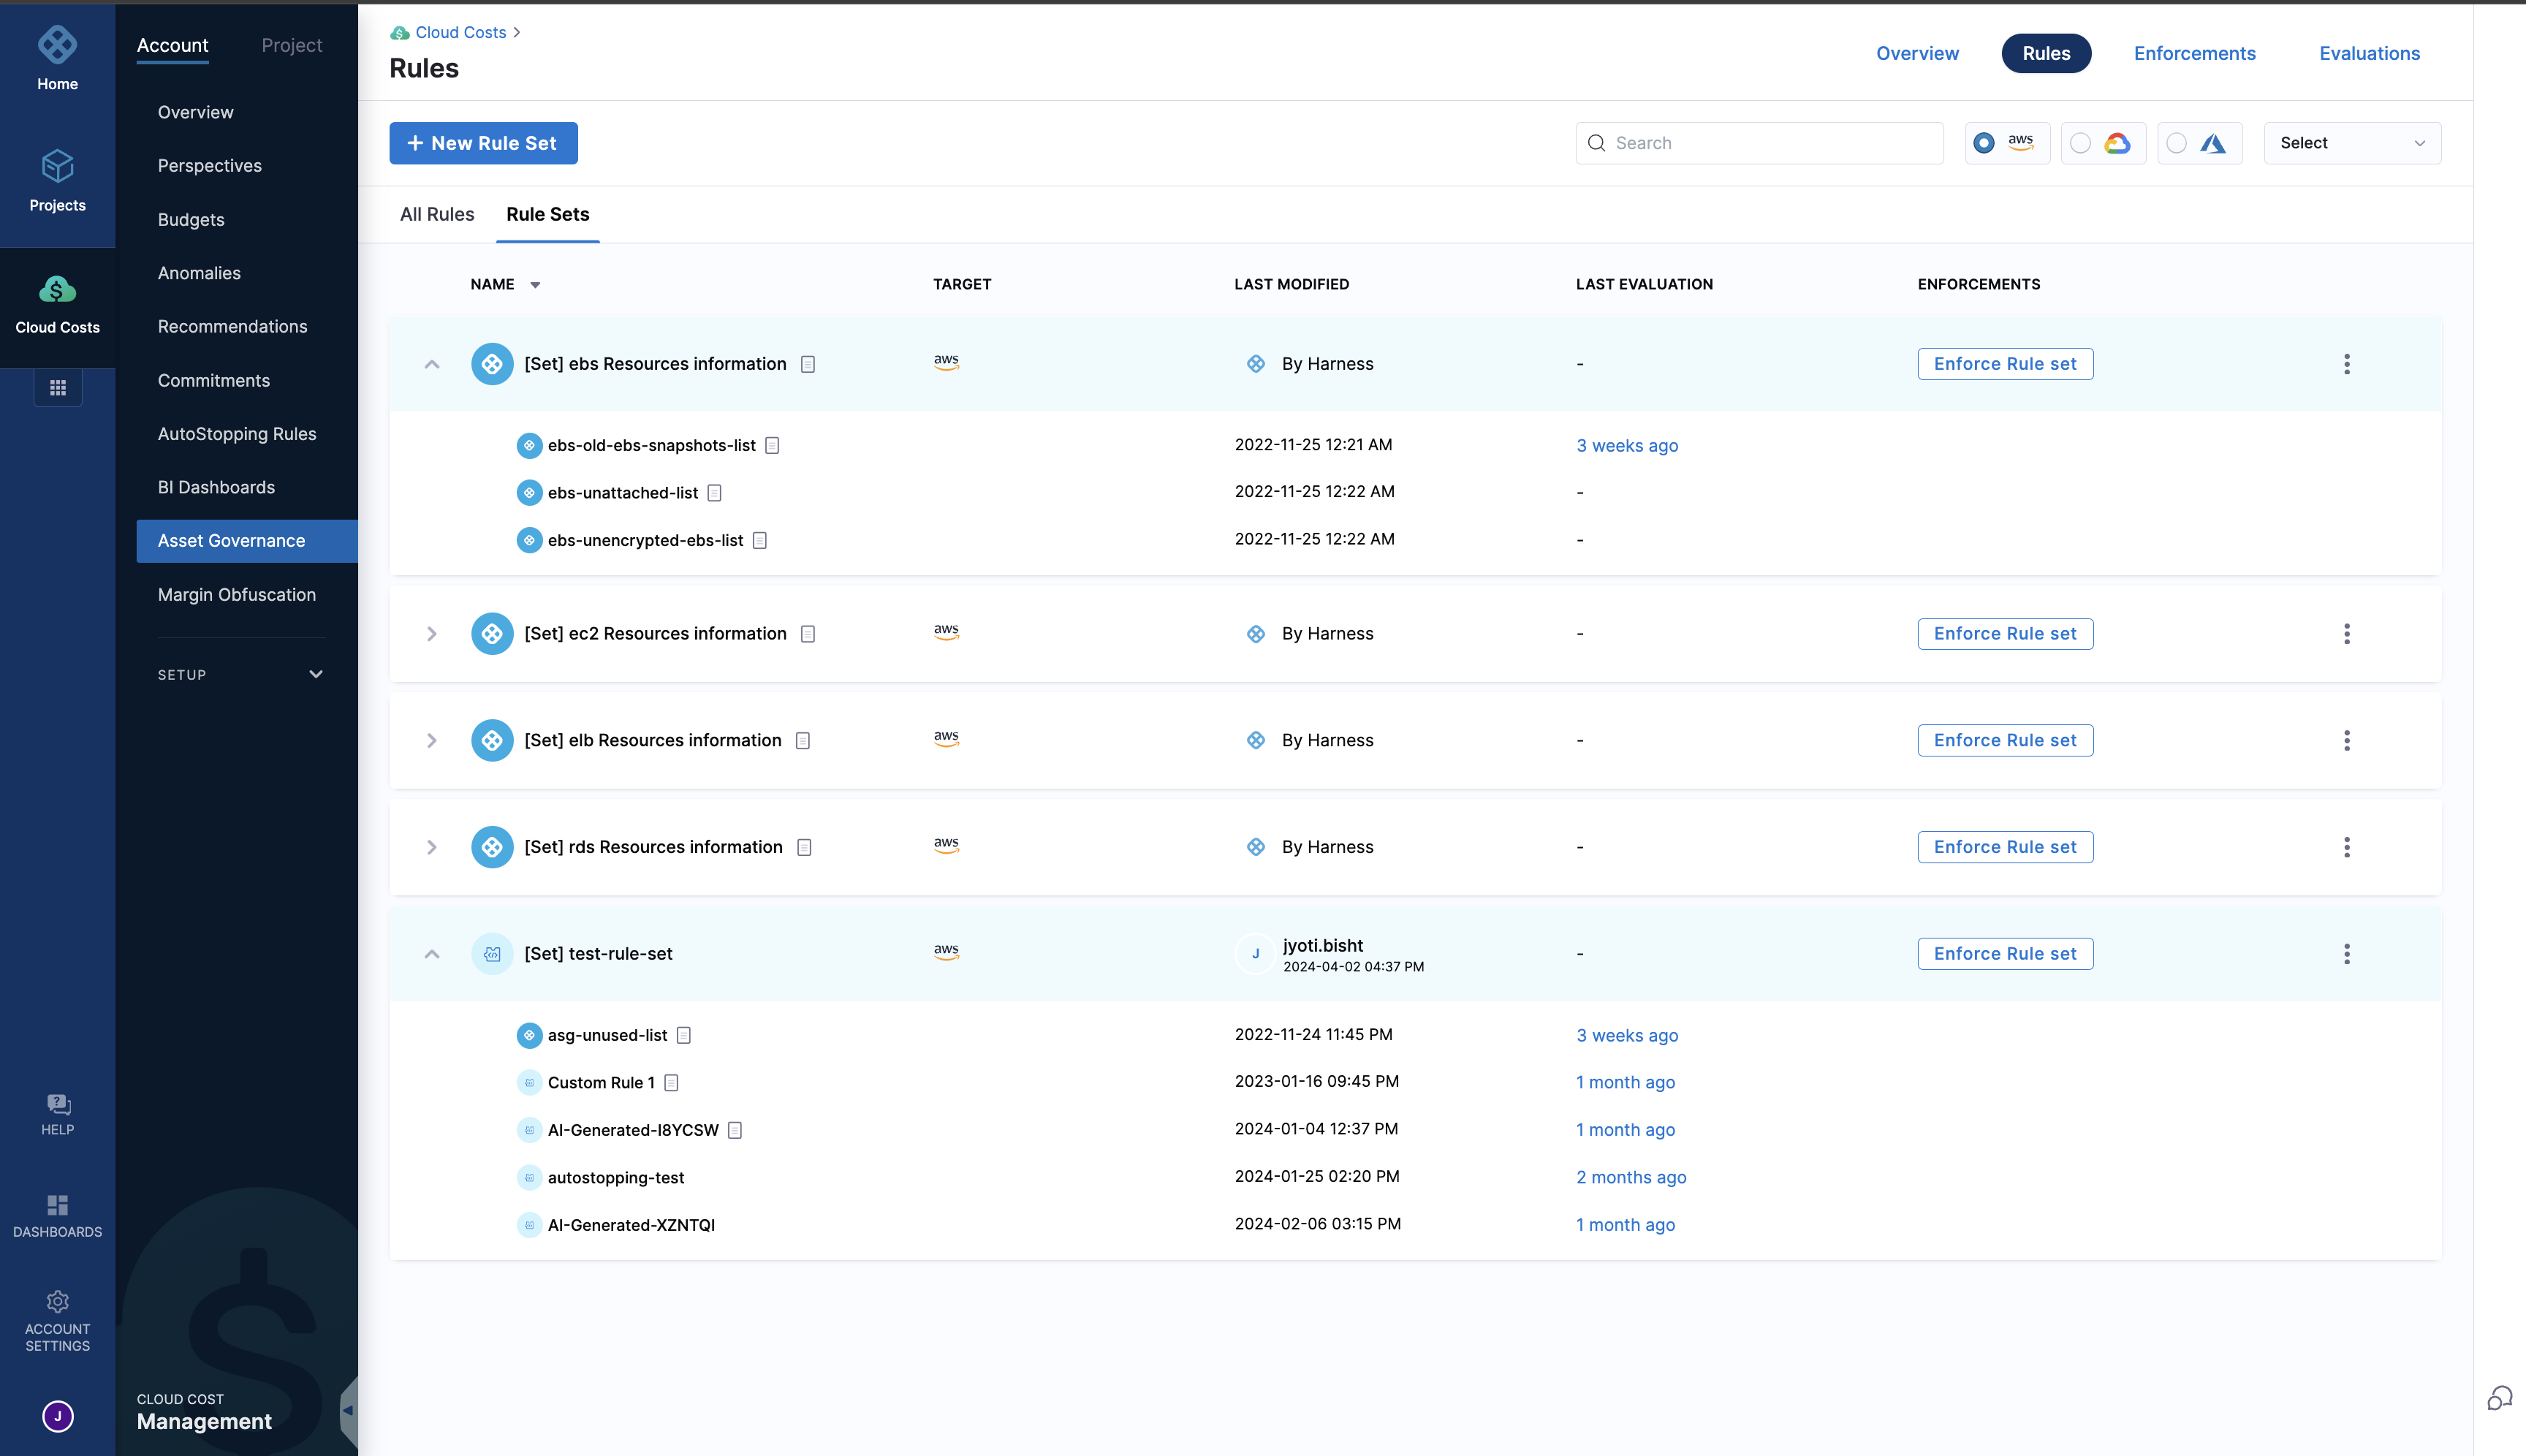 Home
Projects
Cloud Costs
HELP
DASHBOARDS
ACCOUNT
SETTINGS
J
Account
Project
Overview
Perspectives
Budgets
Anomalies
Recommendations
Commitments
AutoStopping Rules
BI Dashboards
Asset Governance
Margin Obfuscation
SETUP
CLOUD COST
Management
Cloud Costs
Rules
Overview
Rules
Enforcements
Evaluations
+ New Rule Set
Search
aws
Select
All Rules
Rule Sets
NAME TARGET LAST MODIFIED LAST EVALUATION ENFORCEMENTS
[Set] ebs Resources information aws By Harness - Enforce Rule set
ebs-old-ebs-snapshots-list 2022-11-25 12:21 AM 3 weeks ago
ebs-unattached-list 2022-11-25 12:22 AM -
ebs-unencrypted-ebs-list 2022-11-25 12:22 AM -
[Set] ec2 Resources information aws By Harness - Enforce Rule set
[Set] elb Resources information aws By Harness - Enforce Rule set
[Set] rds Resources information aws By Harness - Enforce Rule set
[Set] test-rule-set aws J jyoti.bisht - Enforce Rule set
2024-04-02 04:37 PM
asg-unused-list 2022-11-24 11:45 PM 3 weeks ago
Custom Rule 1 2023-01-16 09:45 PM 1 month ago
AI-Generated-I8YCSW 2024-01-04 12:37 PM 1 month ago
autostopping-test 2024-01-25 02:20 PM 2 months ago
AI-Generated-XZNTQI 2024-02-06 03:15 PM 1 month ago